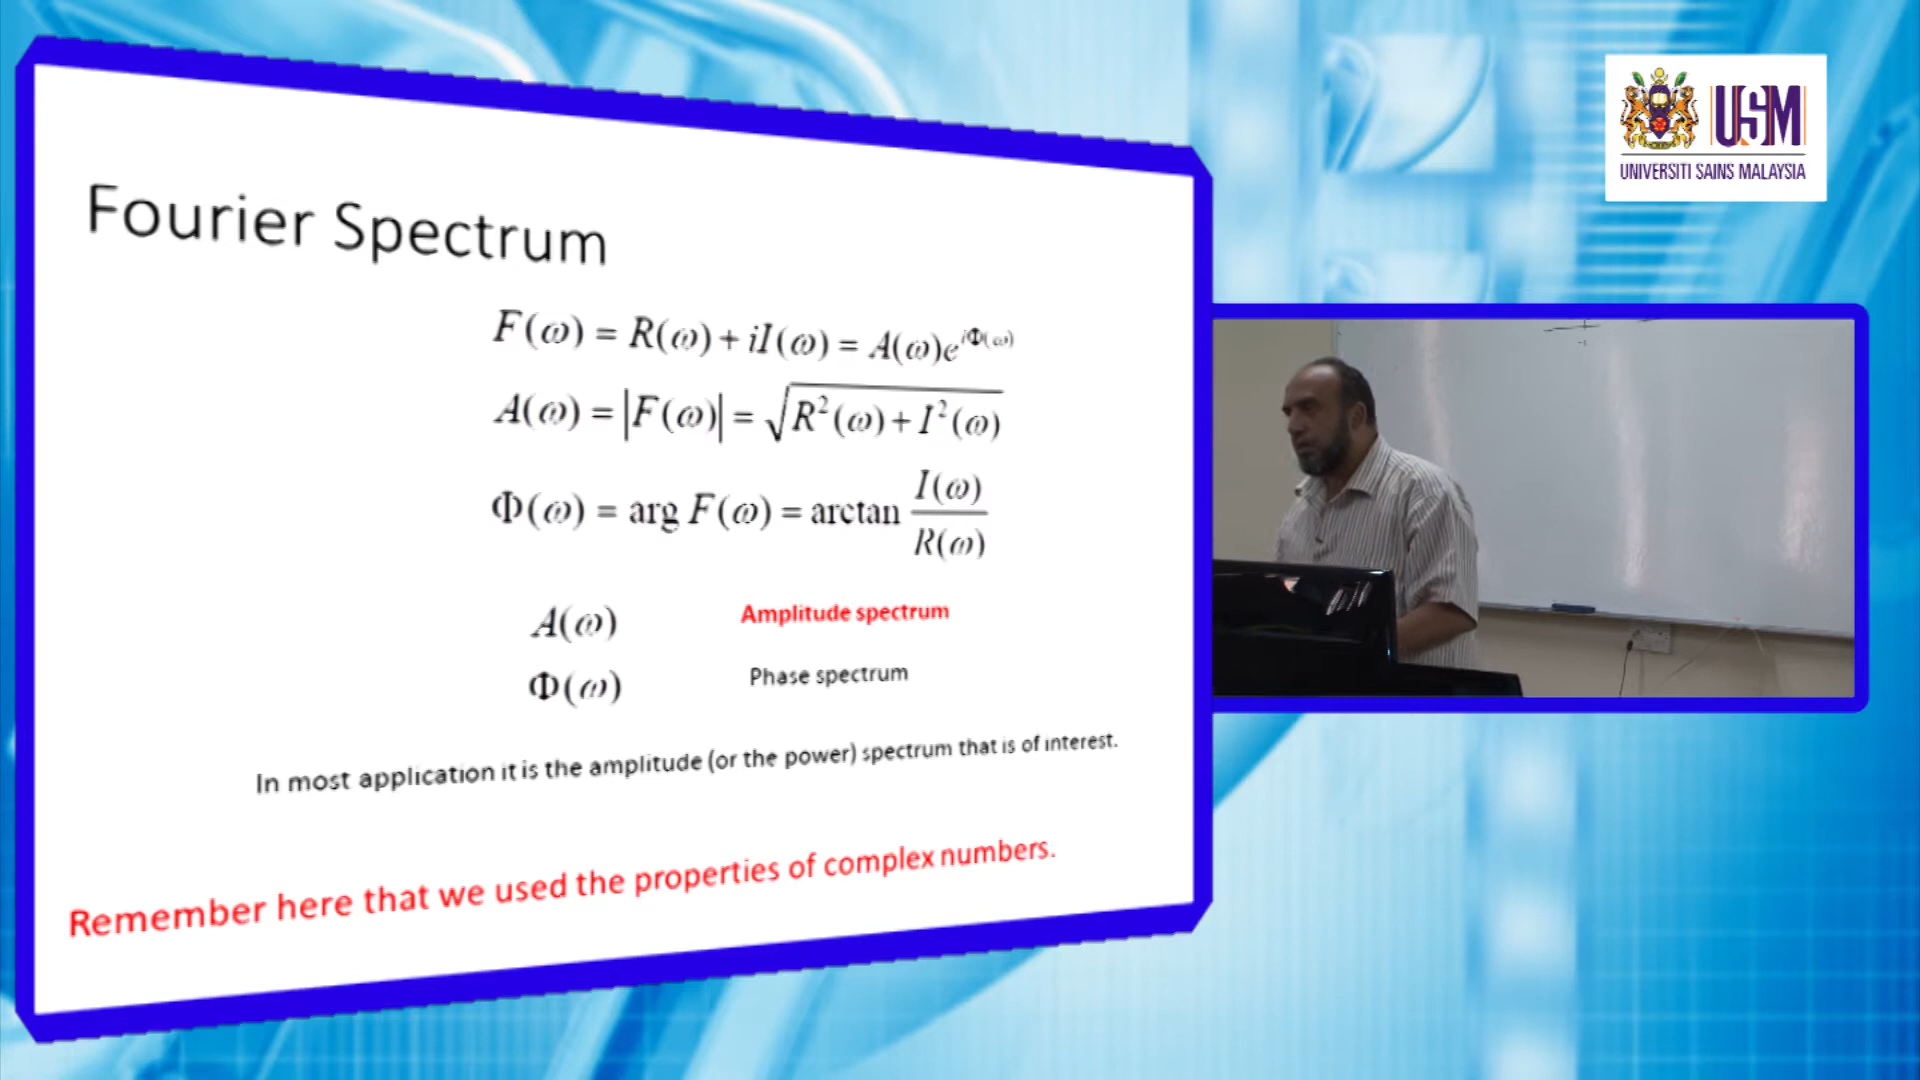 Fourier Spectrum
F(ω) = R(ω) + iI(ω) = A(ω)e^{iΦ(ω)}
A(ω) = |F(ω)| = √(R²(ω) + I²(ω))
Φ(ω) = arg F(ω) = arctan I(ω)/R(ω)
A(ω) Amplitude spectrum
Φ(ω) Phase spectrum
In most application it is the amplitude (or the power) spectrum that is of interest.
Remember here that we used the properties of complex numbers.
USM
UNIVERSITI SAINS MALAYSIA